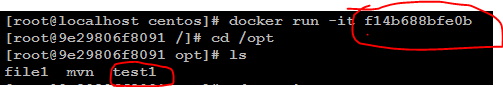 [root@localhost centos]# docker run -it f14b688bfe0b
[root@9e29806f8091 /]# cd /opt
[root@9e29806f8091 opt]# ls
file1 mvn test1